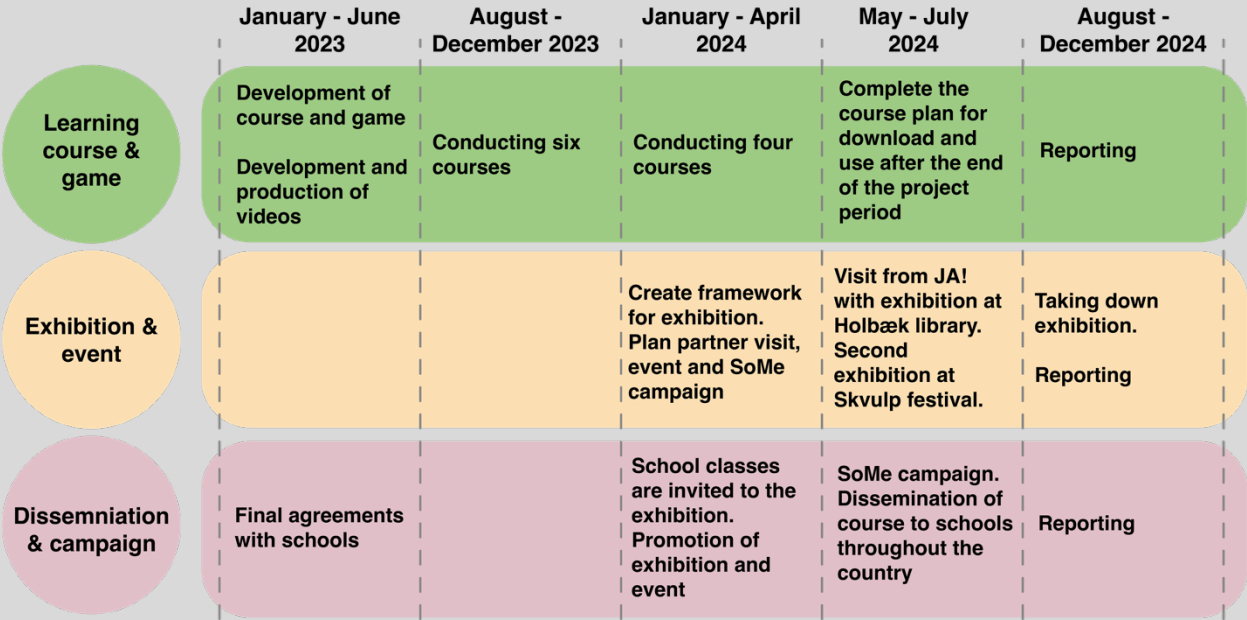 January - June
2023
August -
December 2023
January - April
2024
May - July
2024
August -
December 2024
Learning
course &
game
Development of
course and game
Development and
production of
videos
Conducting six
courses
Conducting four
courses
Complete the
course plan for
download and
use after the end
of the project
period
Reporting
Exhibition &
event
Create framework
for exhibition.
Plan partner visit,
event and SoMe
campaign
Visit from JA!
with exhibition at
Holbæk library.
Second
exhibition at
Skvulp festival.
Taking down
exhibition.
Reporting
Dissemniation
& campaign
Final agreements
with schools
School classes
are invited to the
exhibition.
Promotion of
exhibition and
event
SoMe campaign.
Dissemination of
course to schools
throughout the
country
Reporting